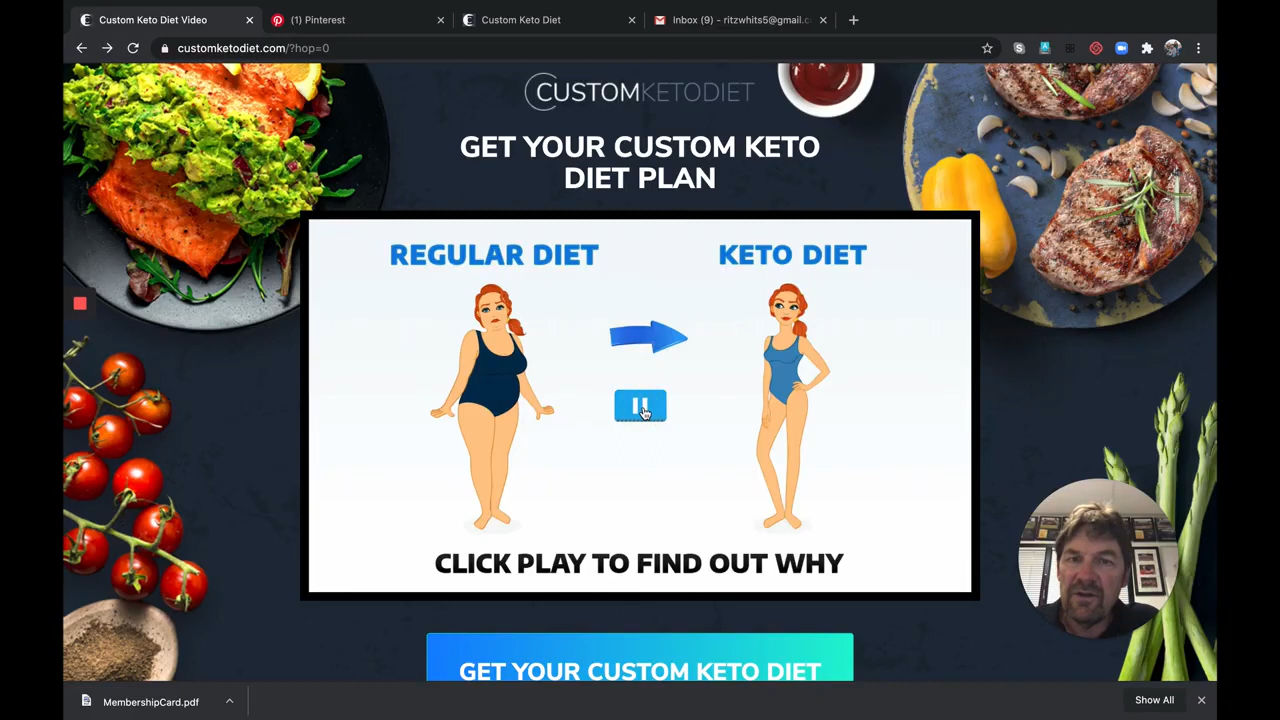 Custom Keto Diet Video
(1) Pinterest
Custom Keto Diet
Inbox (9) - ritzwhits5@gmail.c
customketodiet.com/?hop=0
CUSTOMKETODIET
GET YOUR CUSTOM KETO
DIET PLAN
REGULAR DIET
KETO DIET
CLICK PLAY TO FIND OUT WHY
GET YOUR CUSTOM KETO DIET
MembershipCard.pdf
Show All